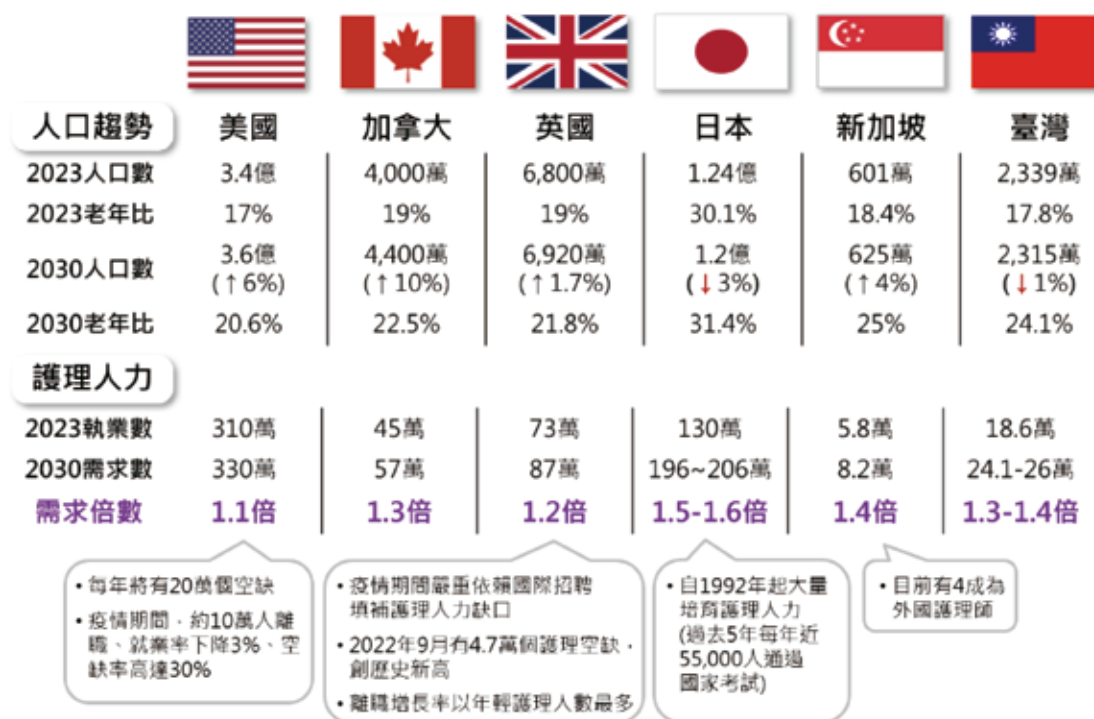 人口趨勢 美國 加拿大 英國 日本 新加坡 臺灣
2023人口數 3.4億 4,000萬 6,800萬 1.24億 601萬 2,339萬
2023老年比 17% 19% 19% 30.1% 18.4% 17.8%
2030人口數 3.6億 4,400萬 6,920萬 1.2億 625萬 2,315萬
(↑6%) (↑10%) (↑1.7%) (↓3%) (↑4%) (↓1%)
2030老年比 20.6% 22.5% 21.8% 31.4% 25% 24.1%
護理人力
2023執業數 310萬 45萬 73萬 130萬 5.8萬 18.6萬
2030需求數 330萬 57萬 87萬 196~206萬 8.2萬 24.1-26萬
需求倍數 1.1倍 1.3倍 1.2倍 1.5-1.6倍 1.4倍 1.3-1.4倍
• 每年將有20萬個空缺
• 疫情期間，約10萬人離
職、就業率下降3%、空
缺率高達30%
• 疫情期間嚴重依賴國際招聘
填補護理人力缺口
• 2022年9月有4.7萬個護理空缺，
創歷史新高
• 離職增長率以年輕護理人數最多
• 自1992年起大量
培育護理人力
(過去5年每年近
55,000人通過
國家考試)
• 目前有4成為
外國護理師